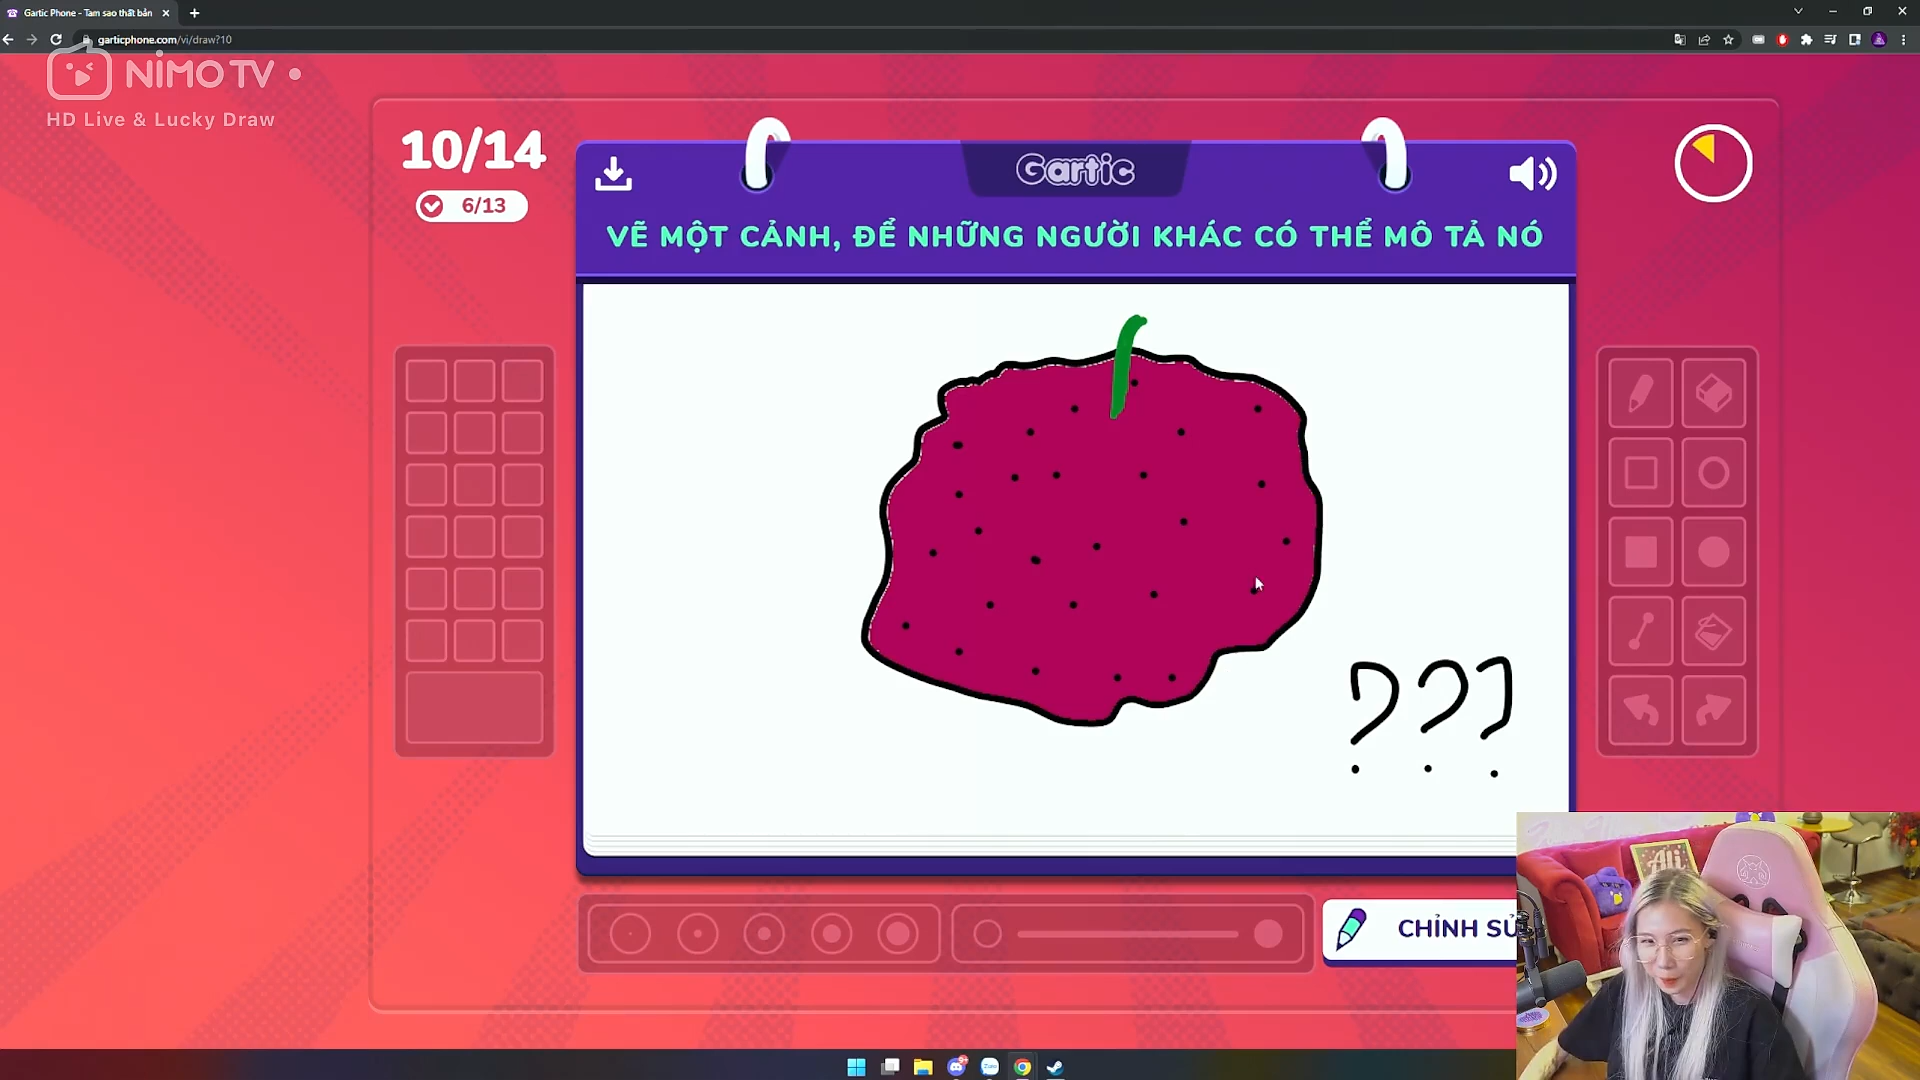 Gartic Phone - Tam sao thất bản
garticphone.com/vi/draw?10
NIMO TV
HD Live & Lucky Draw
10/14
6/13
Gartic
VẼ MỘT CẢNH, ĐỂ NHỮNG NGƯỜI KHÁC CÓ THỂ MÔ TẢ NÓ
???
CHỈNH SỬ
Ali